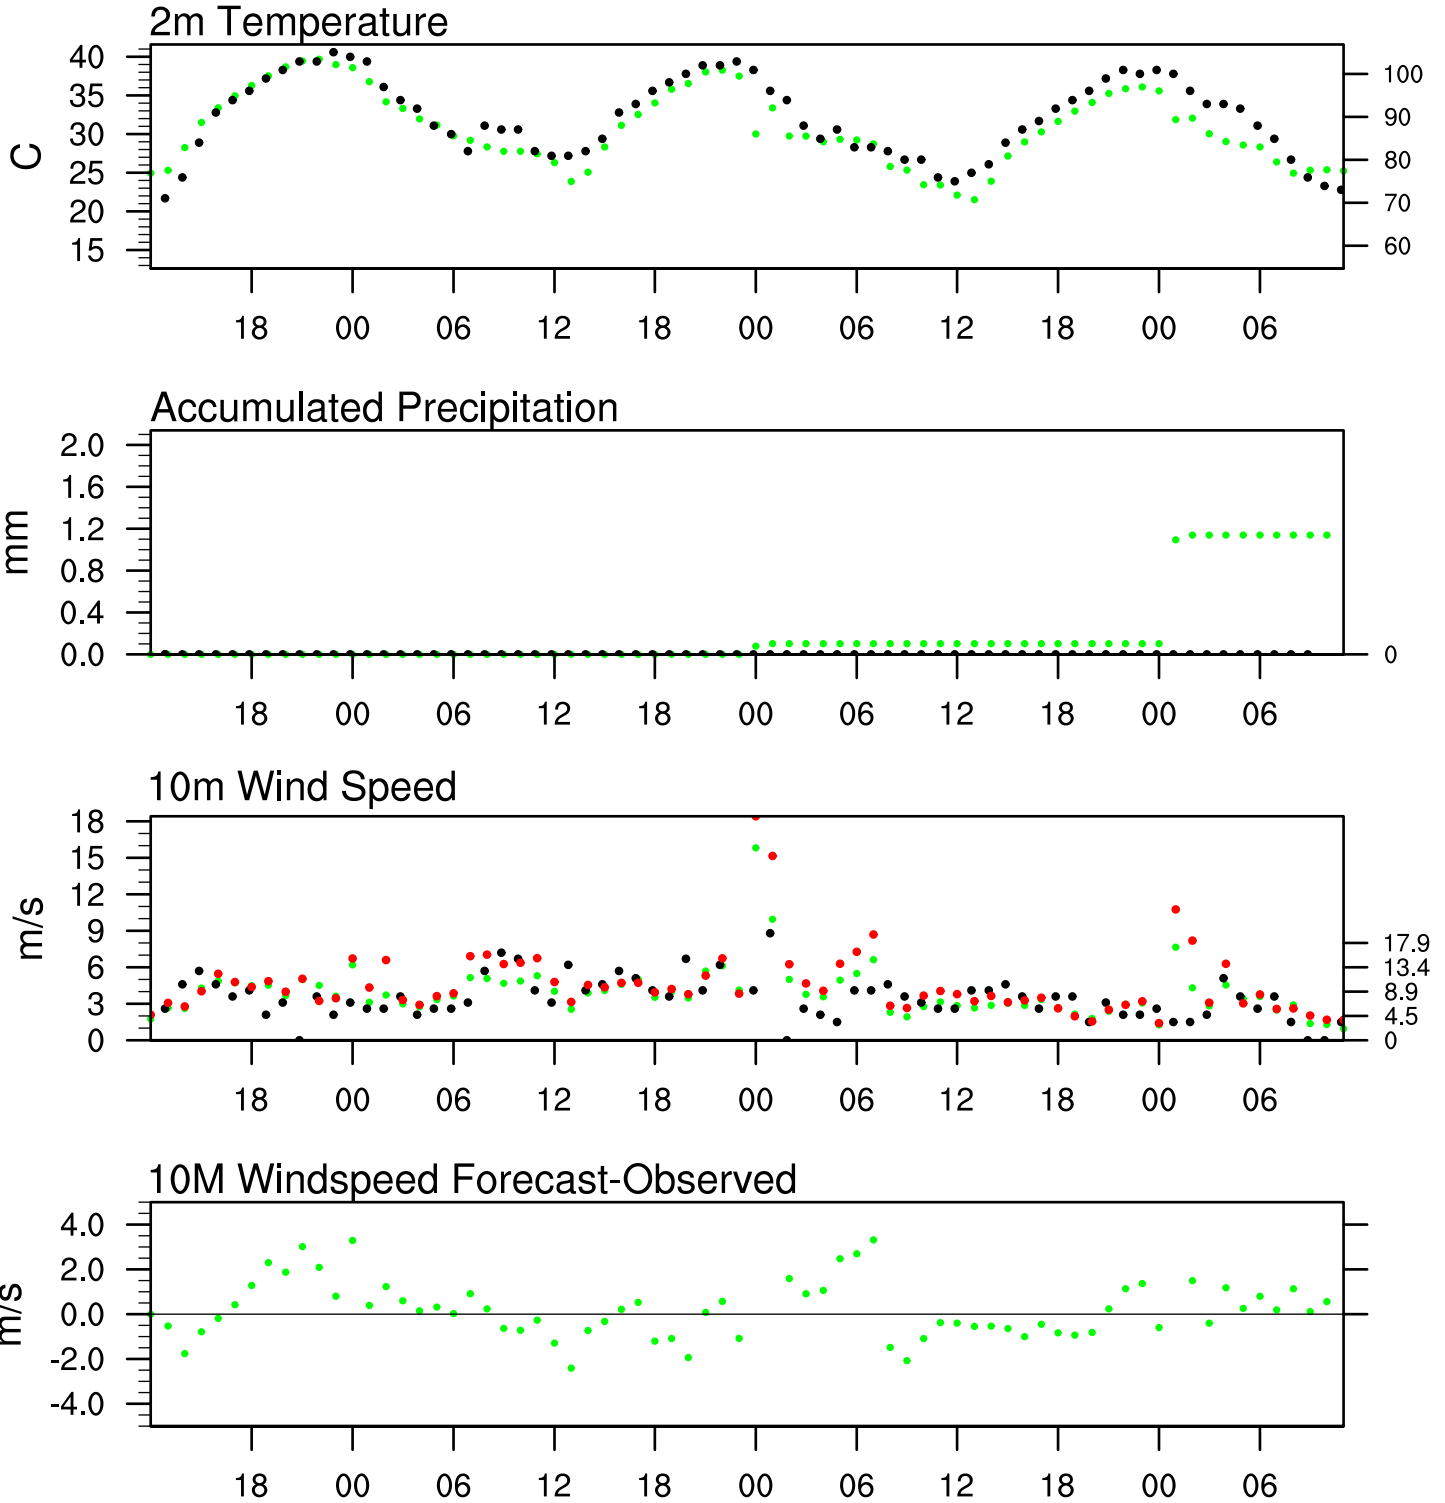 2m Temperature
40
35
30
25
20
15
C
100
90
80
70
60
18 00 06 12 18 00 06 12 18 00 06
Accumulated Precipitation
2.0
1.6
1.2
0.8
0.4
0.0
mm
0
18 00 06 12 18 00 06 12 18 00 06
10m Wind Speed
18
15
12
9
6
3
0
m/s
17.9
13.4
8.9
4.5
0
18 00 06 12 18 00 06 12 18 00 06
10M Windspeed Forecast-Observed
4.0
2.0
0.0
-2.0
-4.0
m/s
18 00 06 12 18 00 06 12 18 00 06